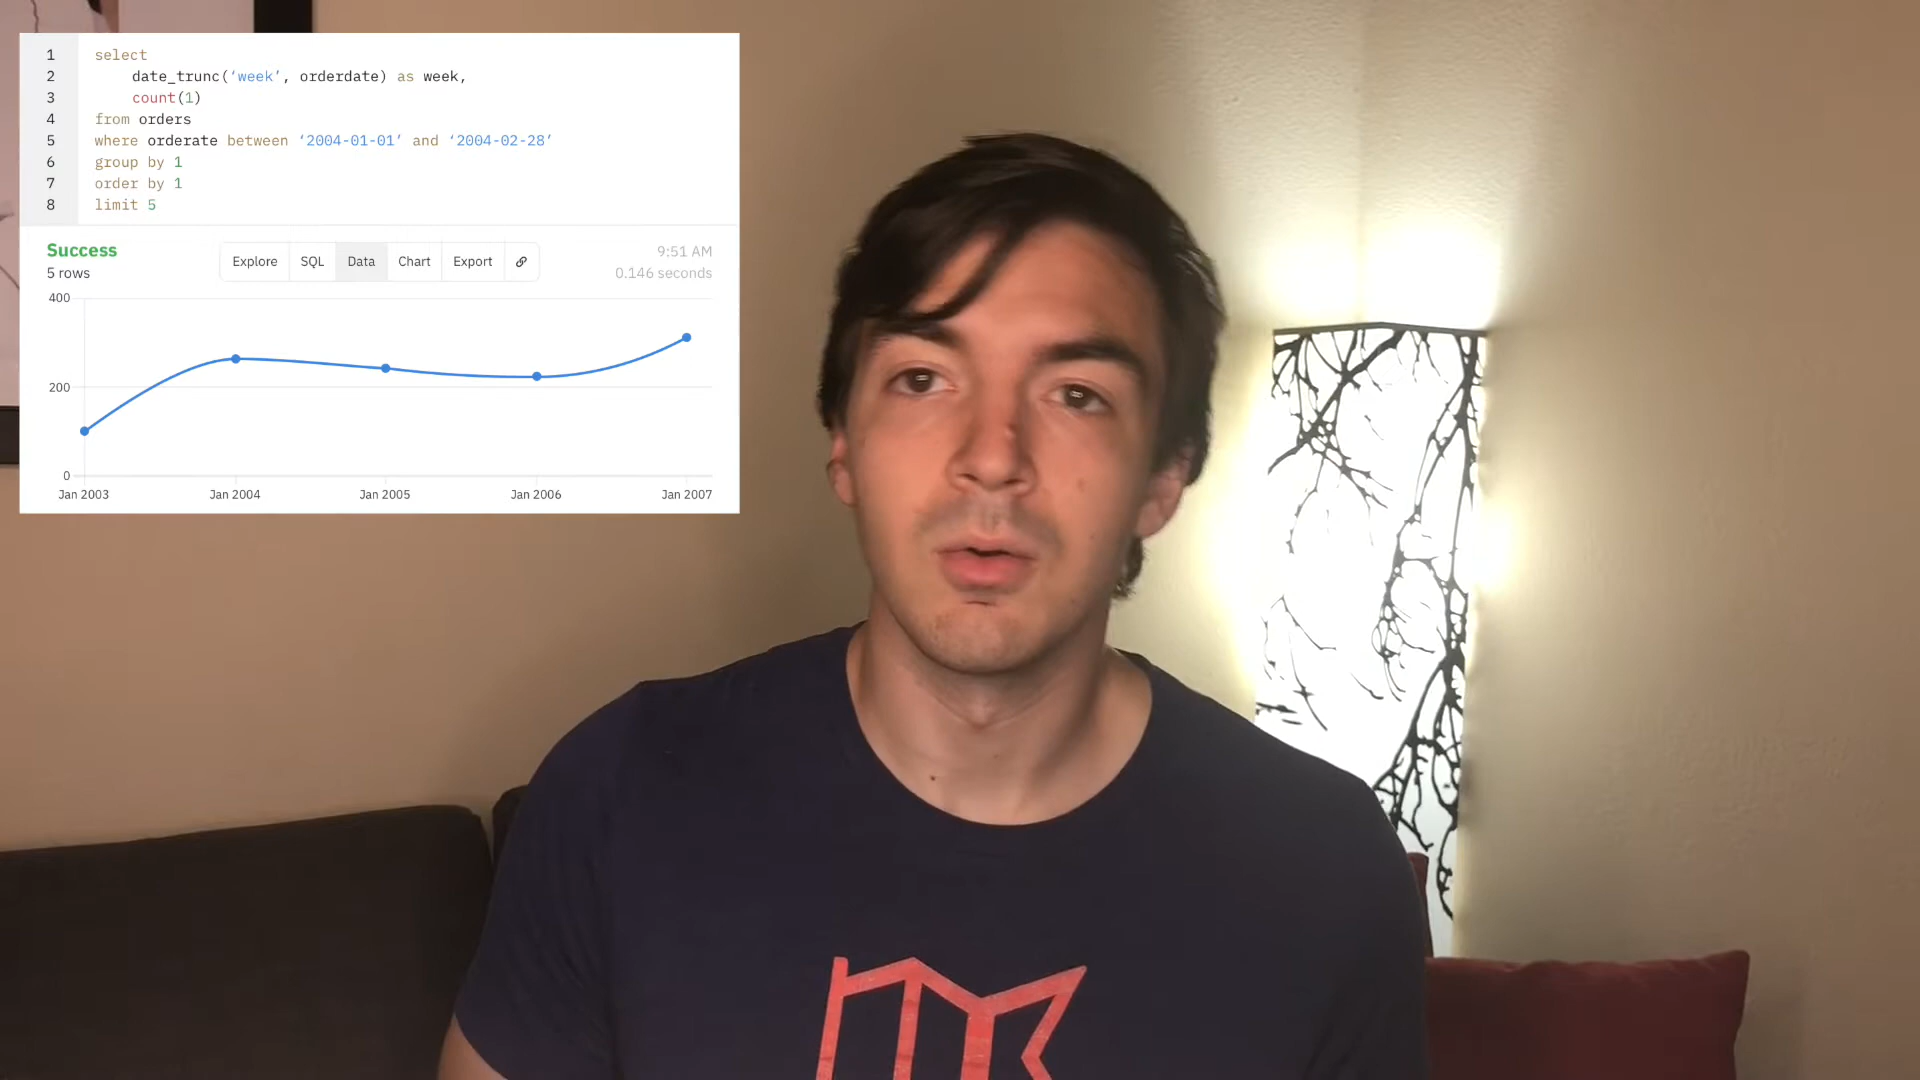 1 select
2 date_trunc(‘week’, orderdate) as week,
3 count(1)
4 from orders
5 where orderate between ‘2004-01-01’ and ‘2004-02-28’
6 group by 1
7 order by 1
8 limit 5
Success
5 rows
Explore SQL Data Chart Export
9:51 AM
0.146 seconds
400
200
0
Jan 2003 Jan 2004 Jan 2005 Jan 2006 Jan 2007